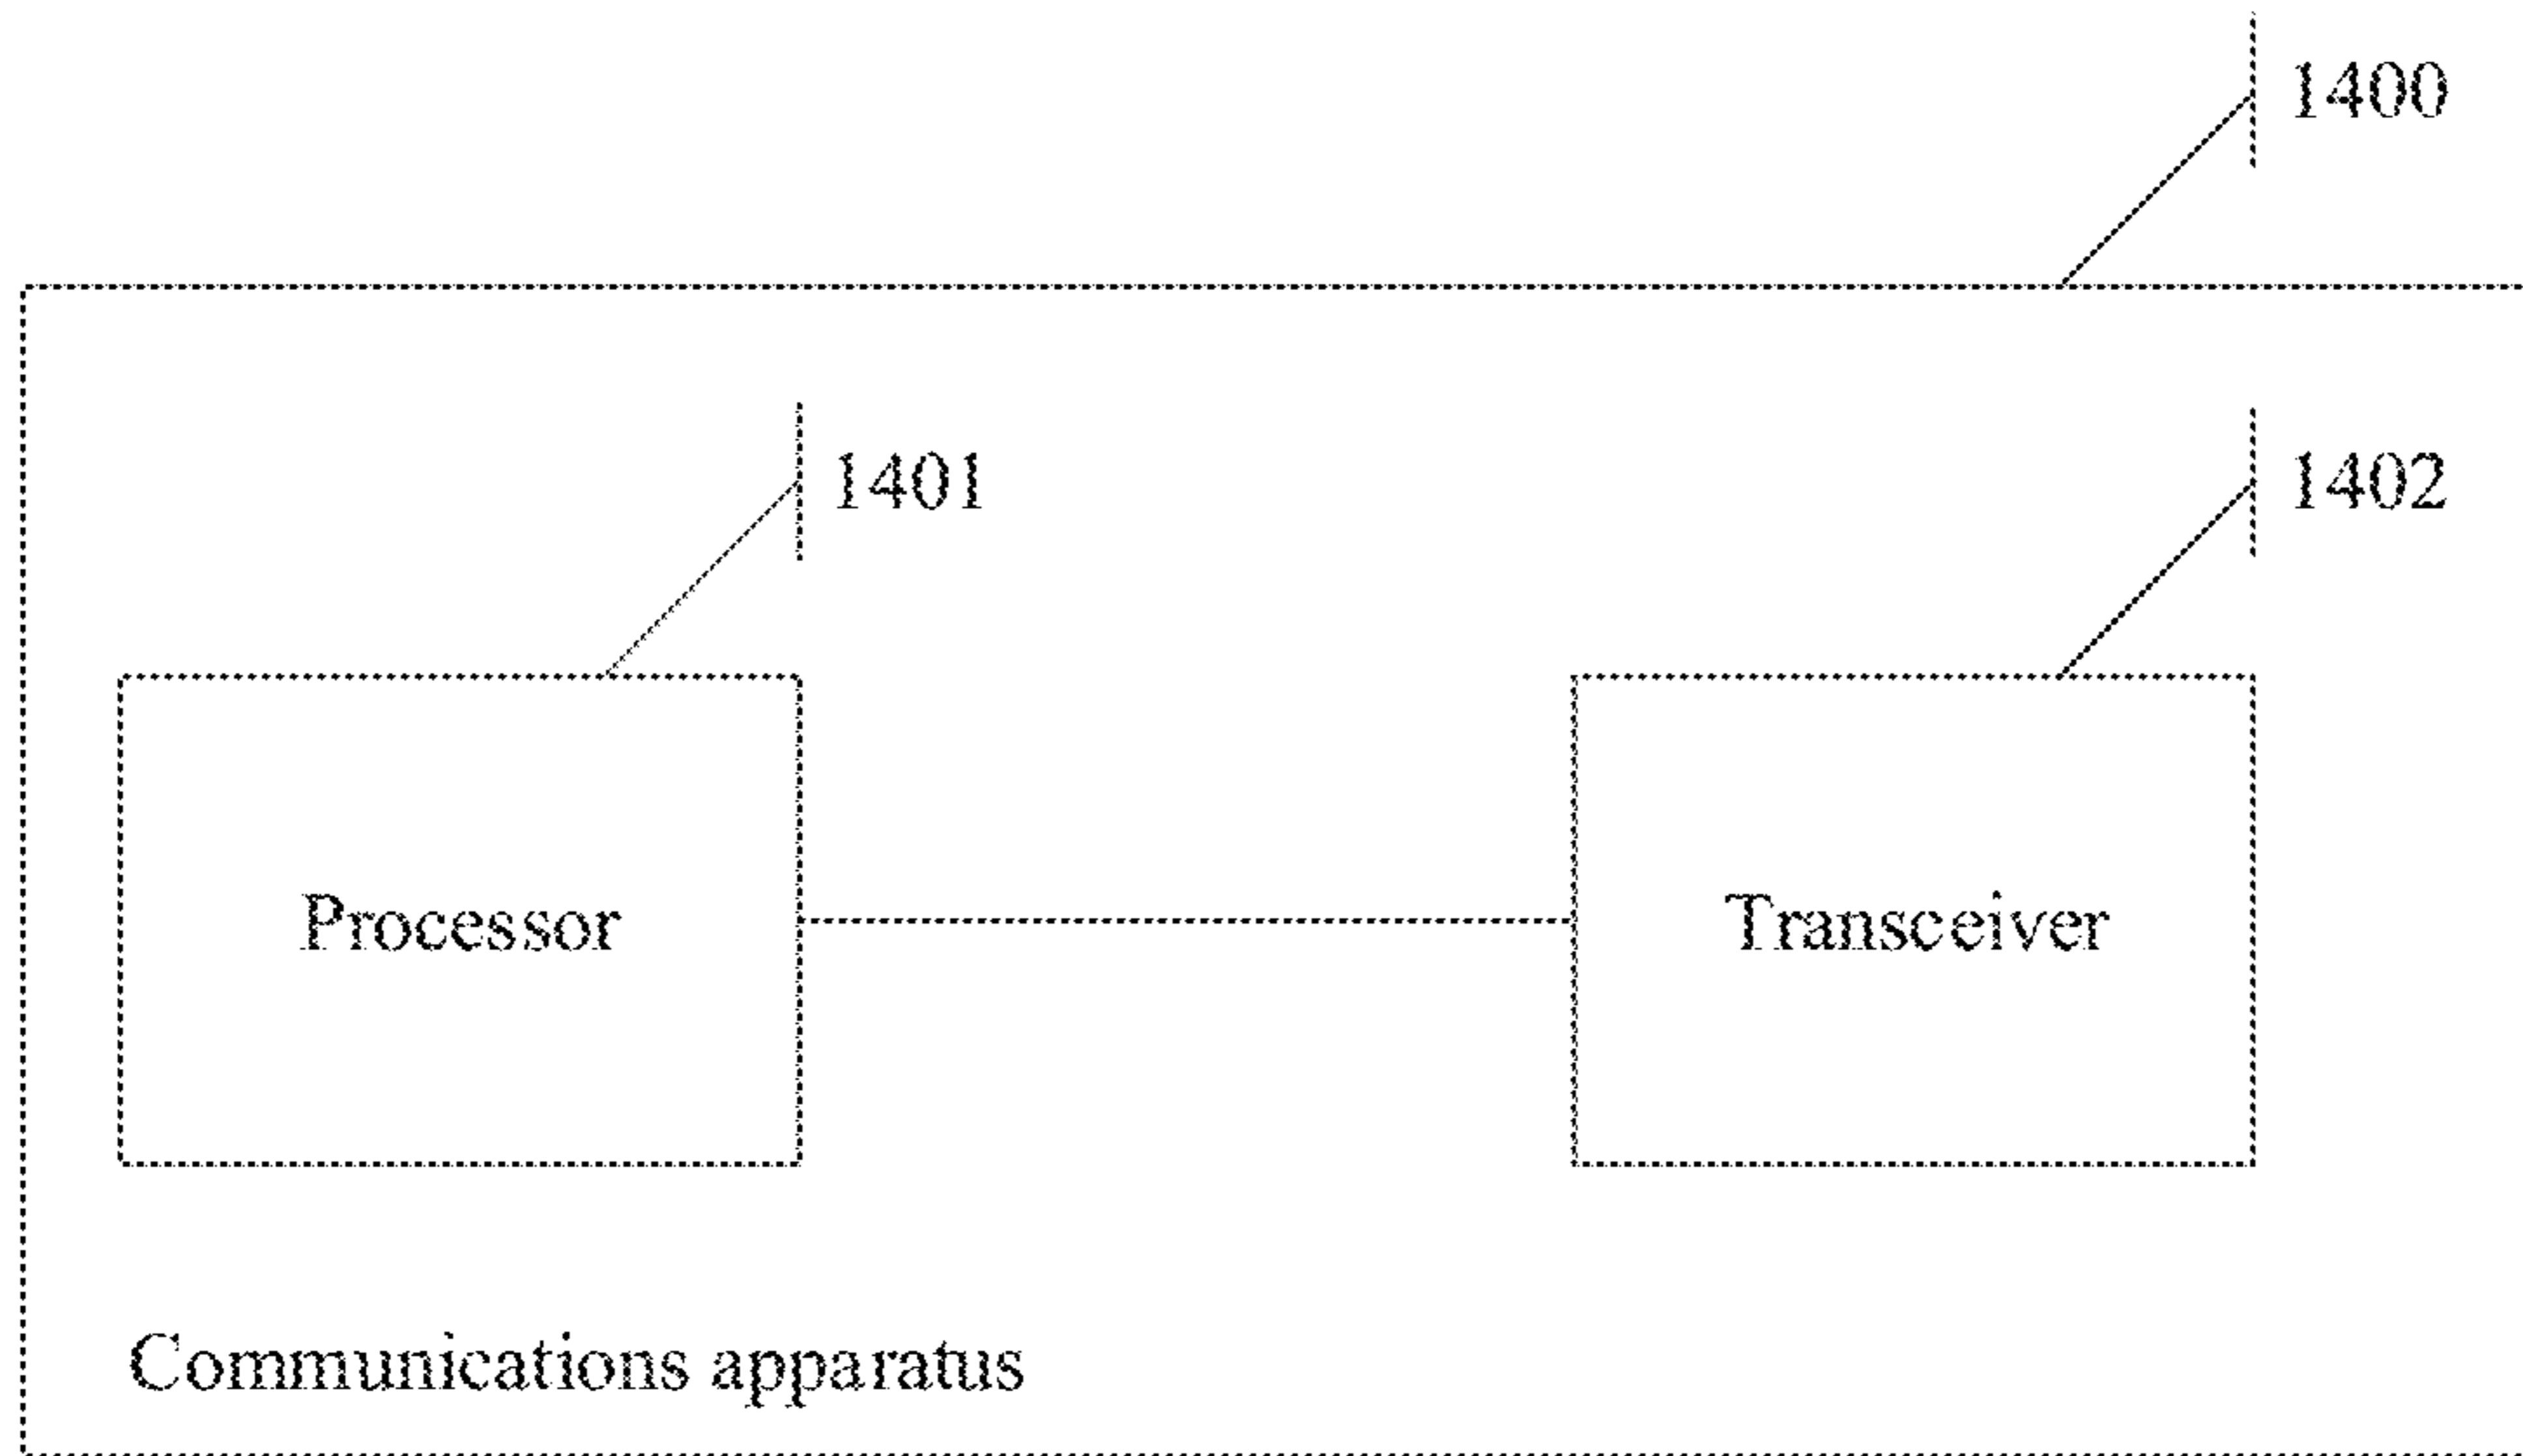 1400
1401
1402
Processor
Transceiver
Communications apparatus